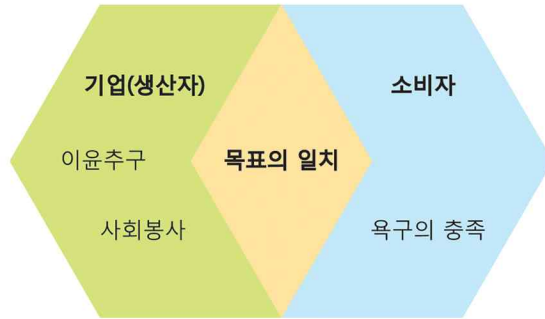 기업(생산자)
소비자
이윤추구
목표의 일치
사회봉사
욕구의 충족